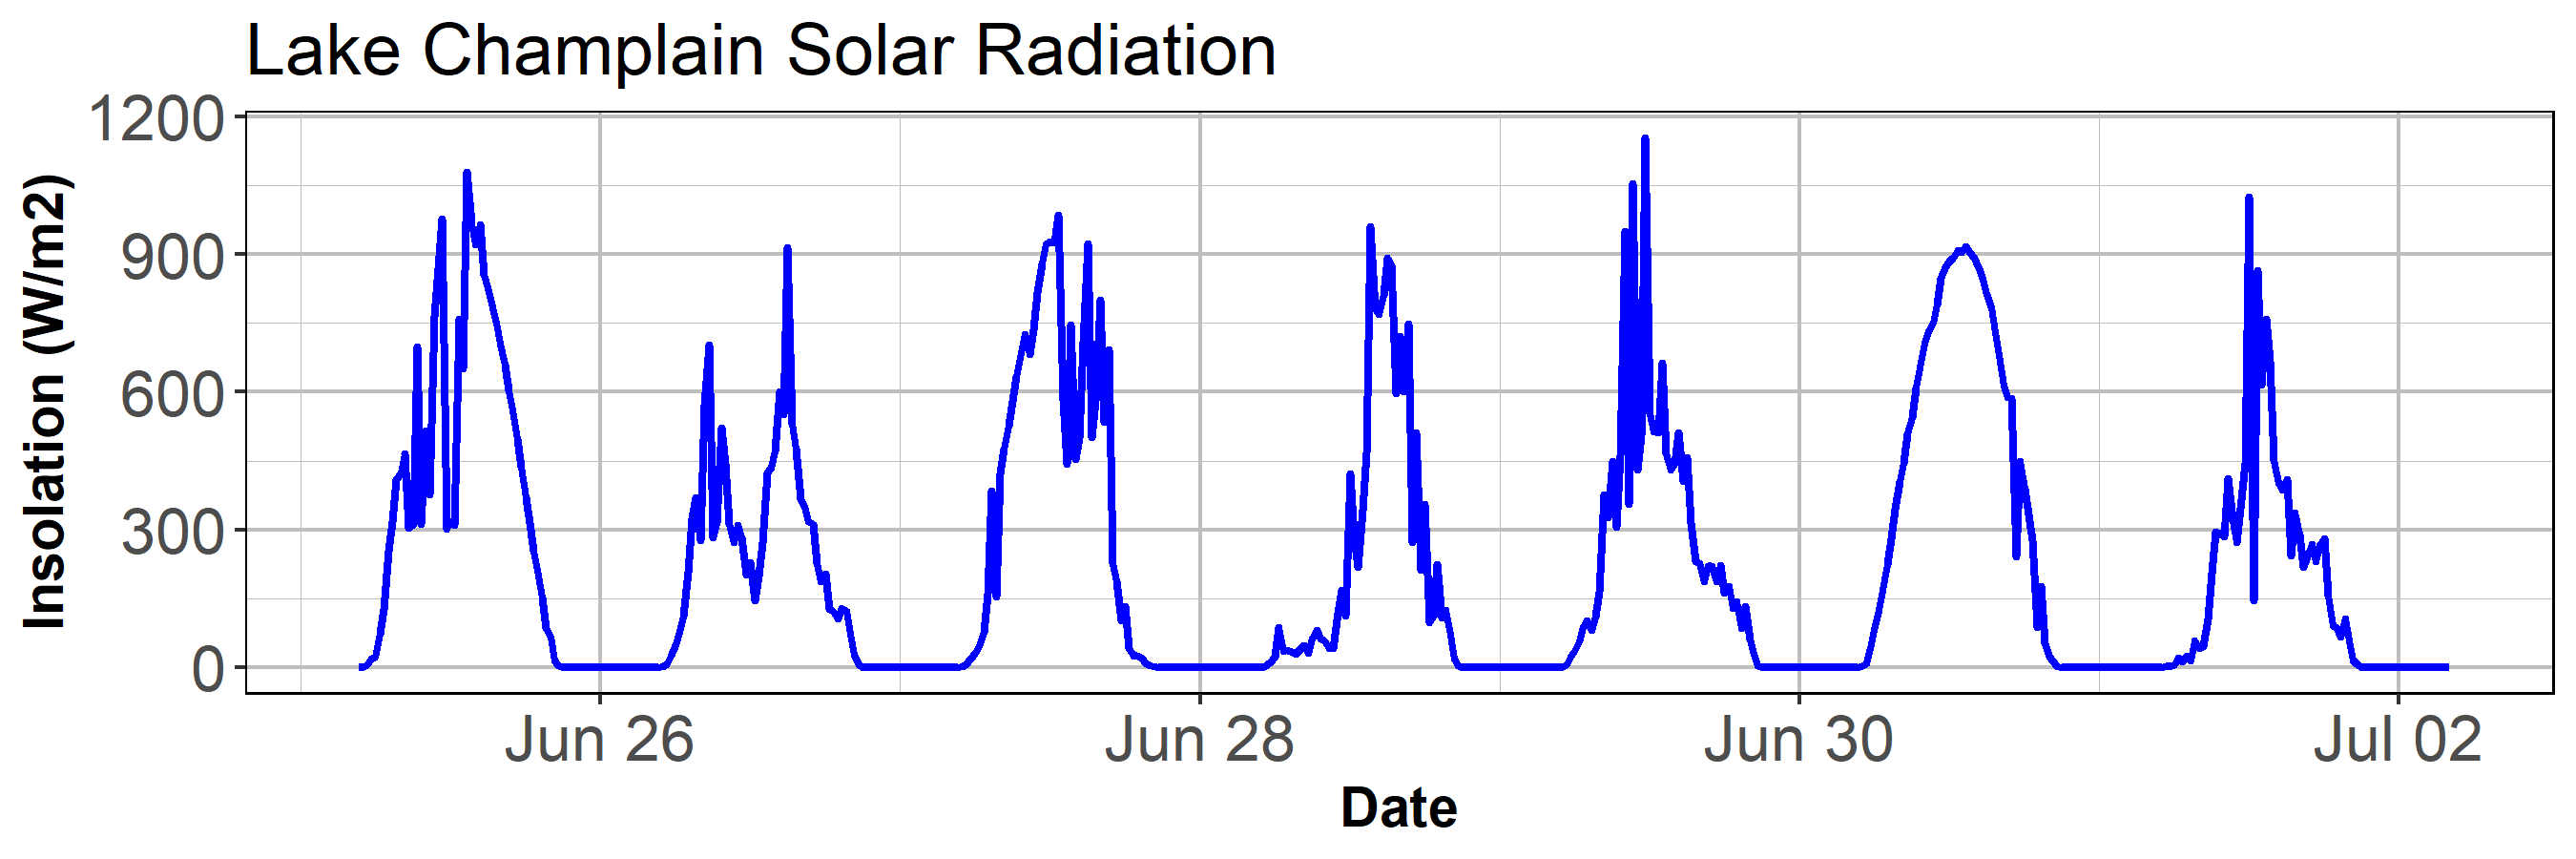 Lake Champlain Solar Radiation
1200
900
600
300
0
Insolation (W/m2)
Jun 26 Jun 28 Jun 30 Jul 02
Date